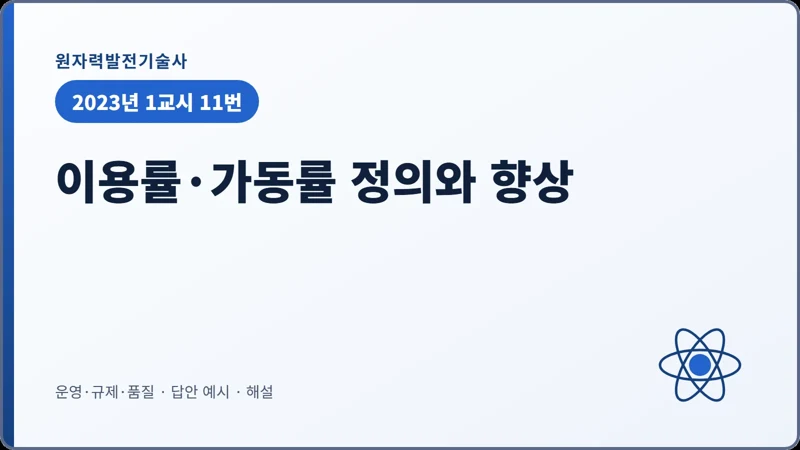 원자력발전기술사
2023년 1교시 11번
이용률·가동률 정의와 향상
운영·규제·품질 · 답안 예시 · 해설